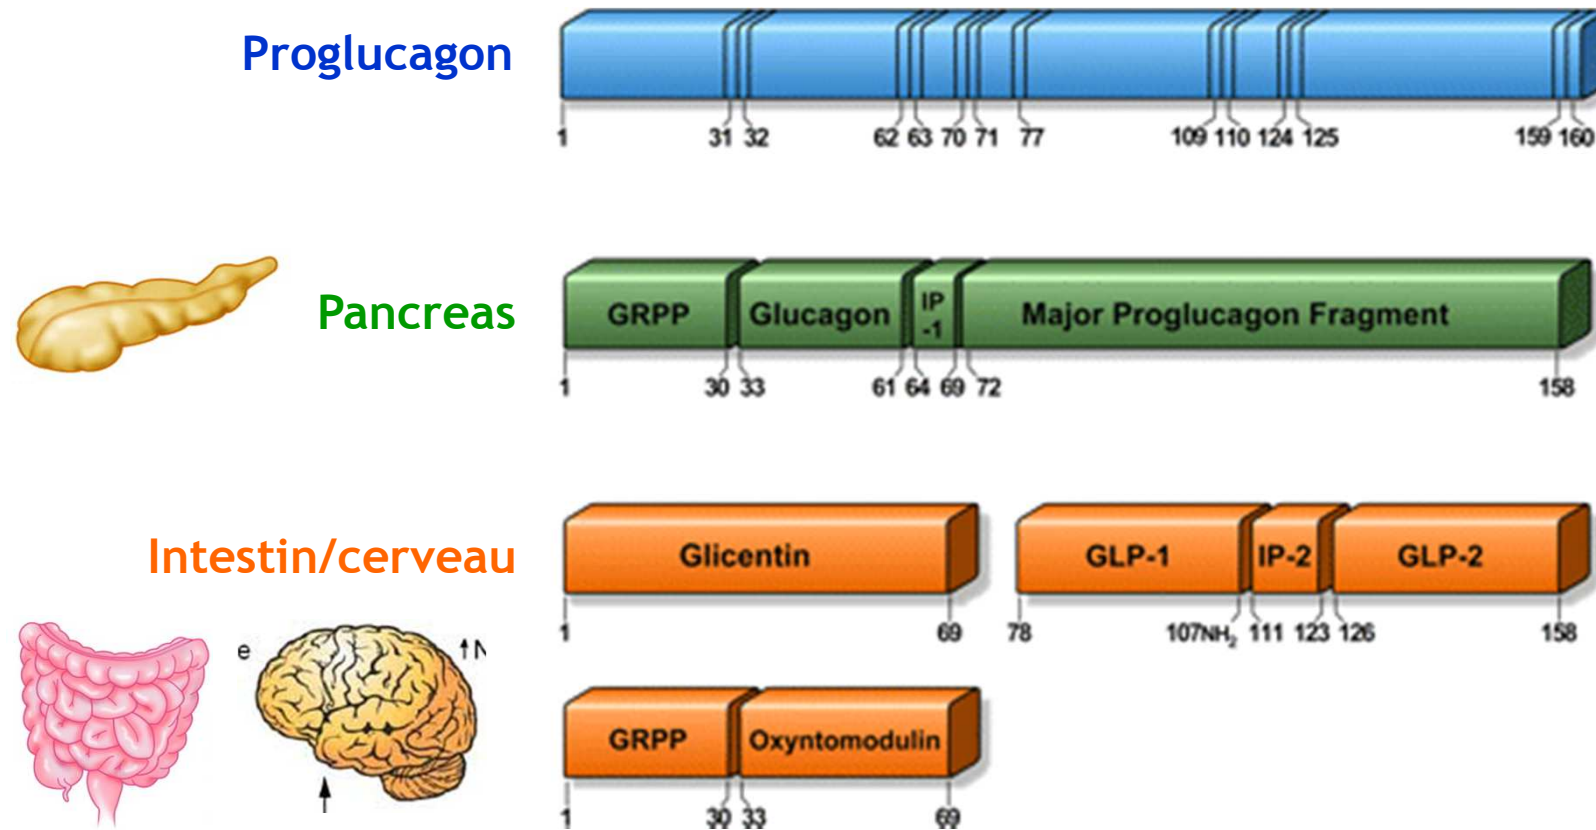 Proglucagon
1 31 32 62 63 70 71 77 109 110 124 125 159 160
Pancreas
GRPP Glucagon IP -1 Major Proglucagon Fragment
1 30 33 61 64 69 72 158
Intestin/cerveau
Glicentin GLP-1 IP-2 GLP-2
1 69 78 107NH₂ 111 123 126 158
e ↑N
GRPP Oxyntomodulin
1 30 33 69